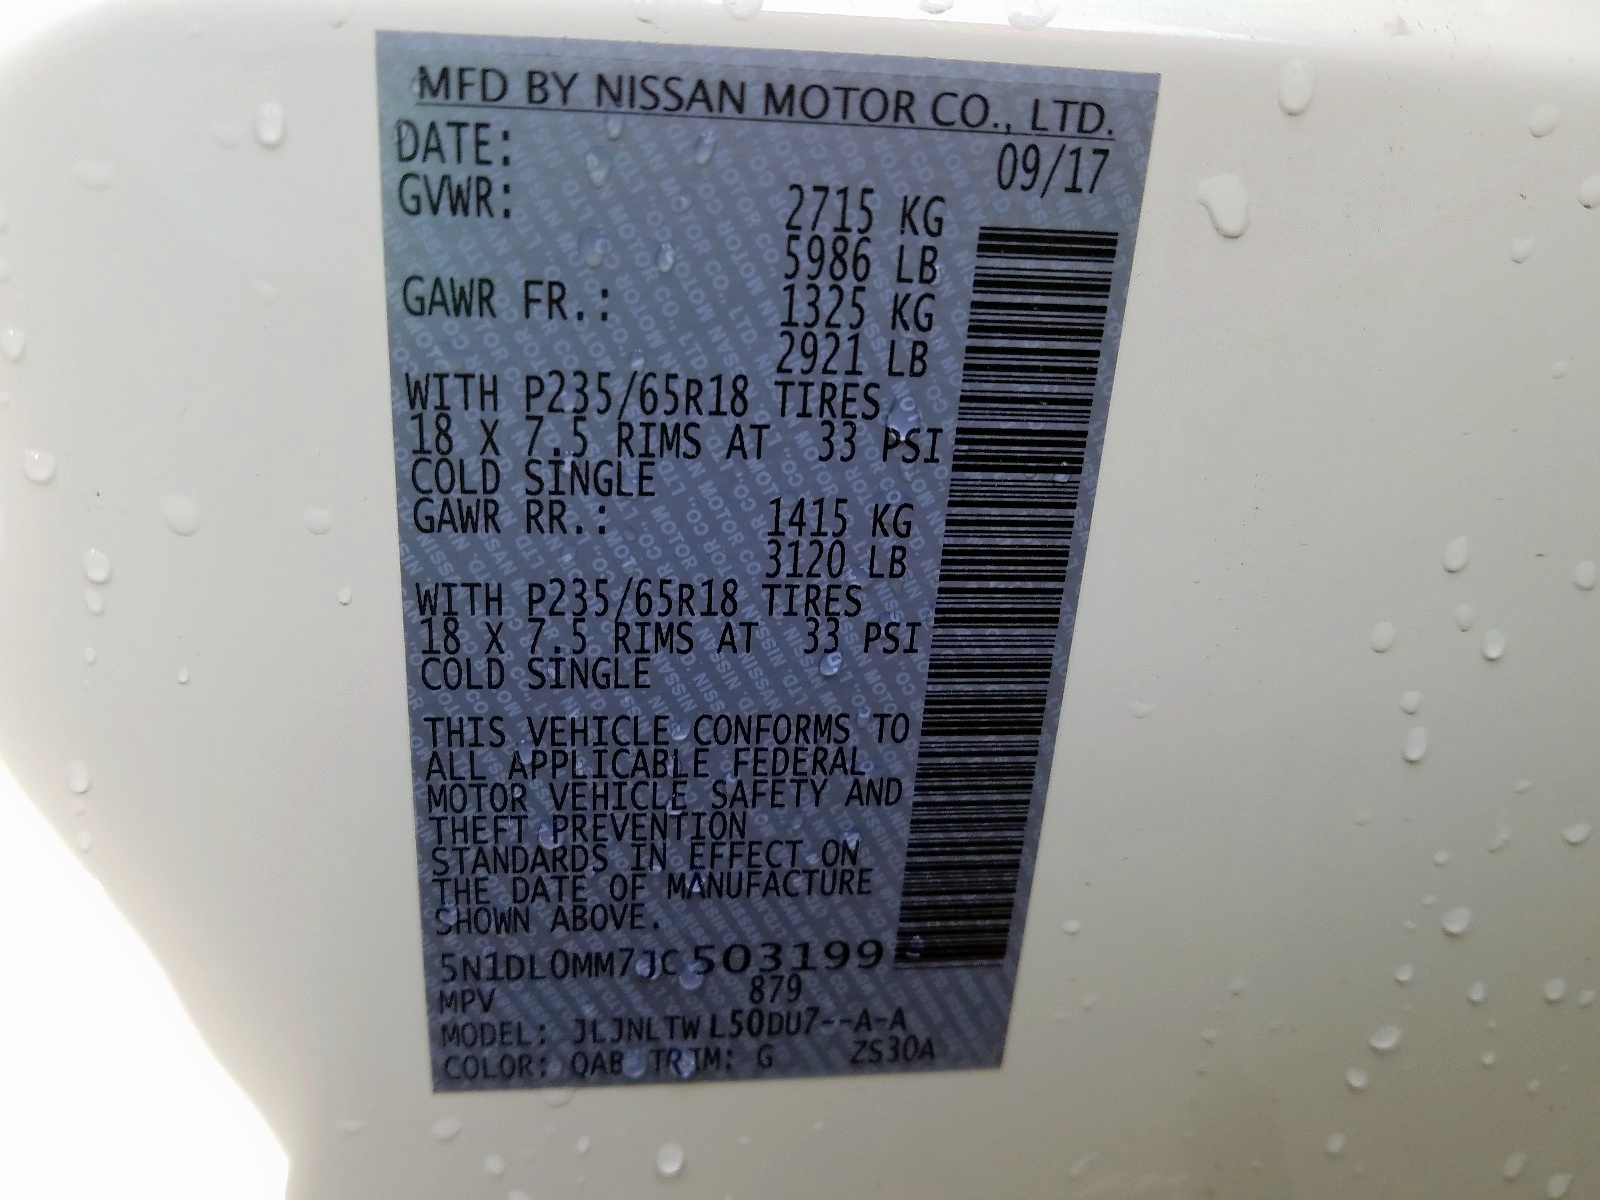 MFD BY NISSAN MOTOR CO., LTD.
DATE: 09/17
GVWR: 2715 KG
5986 LB
GAWR FR.: 1325 KG
2921 LB
WITH P235/65R18 TIRES
18 X 7.5 RIMS AT 33 PSI
COLD SINGLE
GAWR RR.: 1415 KG
3120 LB
WITH P235/65R18 TIRES
18 X 7.5 RIMS AT 33 PSI
COLD SINGLE
THIS VEHICLE CONFORMS TO
ALL APPLICABLE FEDERAL
MOTOR VEHICLE SAFETY AND
THEFT PREVENTION
STANDARDS IN EFFECT ON
THE DATE OF MANUFACTURE
SHOWN ABOVE.
5N1DL0MM7JC503199
MPV 879
MODEL: JLJNLTWL50DU7--A-A
COLOR: QAB TRIM: G ZS30A